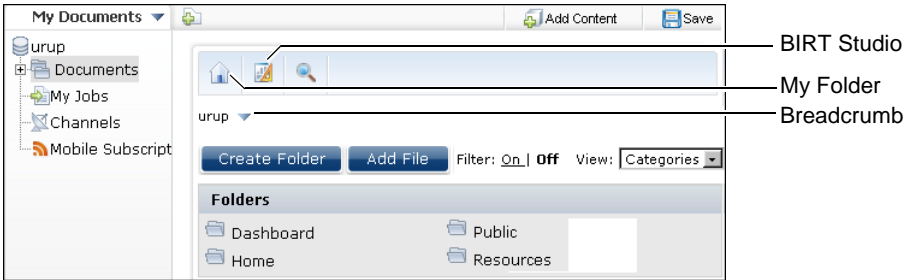 My Documents
Add Content
Save
urup
Documents
My Jobs
Channels
Mobile Subscript
BIRT Studio
My Folder
Breadcrumb
urup
Create Folder
Add File
Filter: On | Off
View: Categories
Folders
Dashboard
Public
Home
Resources